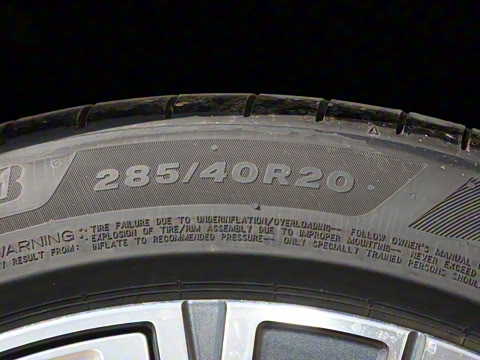 285/40R20
WARNING: TIRE FAILURE DUE TO UNDERINFLATION/OVERLOADING-- FOLLOW OWNER'S MANUAL
EXPLOSION OF TIRE/RIM ASSEMBLY DUE TO IMPROPER MOUNTING-- NEVER EXCEED
Y RESULT FROM: INFLATE TO RECOMMENDED PRESSURE-- ONLY SPECIALLY TRAINED PERSONS SHOUL